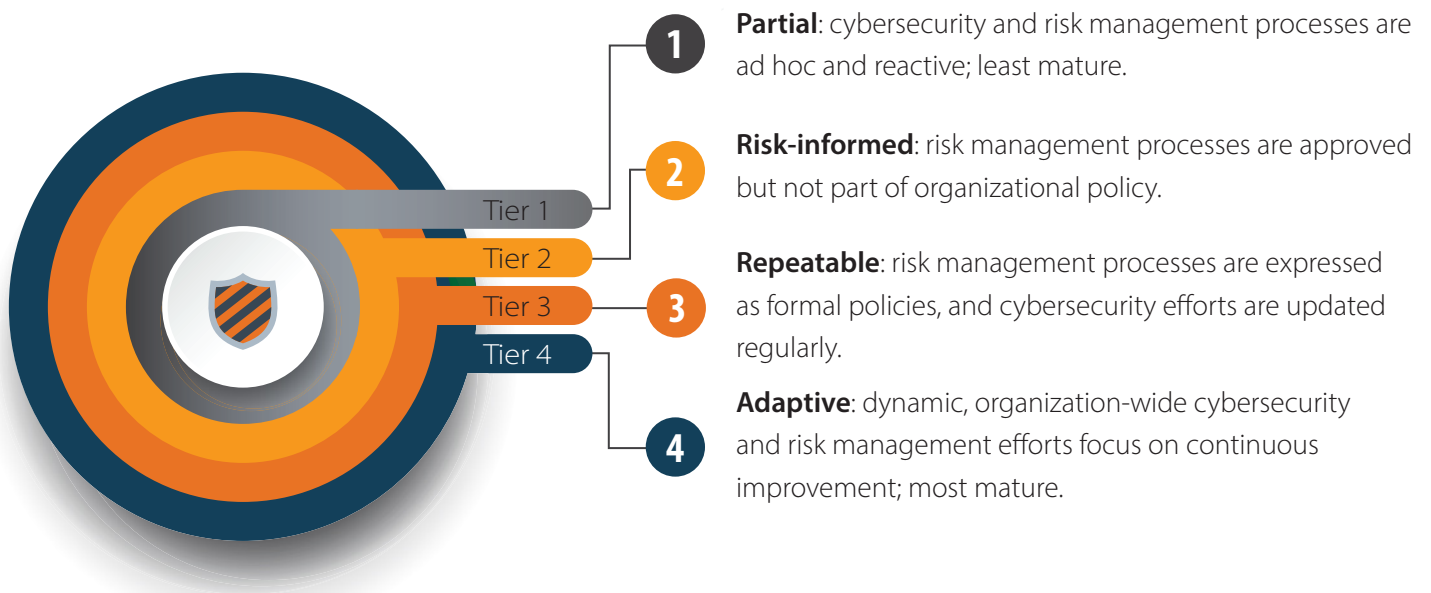 1
Partial: cybersecurity and risk management processes are
ad hoc and reactive; least mature.
2
Risk-informed: risk management processes are approved
but not part of organizational policy.
Tier 1
Tier 2
Tier 3
Tier 4
3
Repeatable: risk management processes are expressed
as formal policies, and cybersecurity efforts are updated
regularly.
4
Adaptive: dynamic, organization-wide cybersecurity
and risk management efforts focus on continuous
improvement; most mature.